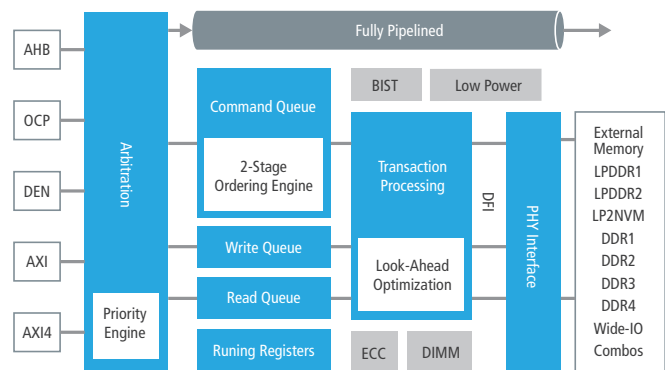 Fully Pipelined
AHB
OCP
DEN
AXI
AXI4
Arbitration
Priority
Engine
Command Queue
2-Stage
Ordering Engine
Write Queue
Read Queue
Runing Registers
BIST
Low Power
Transaction
Processing
Look-Ahead
Optimization
ECC
DIMM
DFI
PHY Interface
External
Memory
LPDDR1
LPDDR2
LP2NVM
DDR1
DDR2
DDR3
DDR4
Wide-IO
Combos